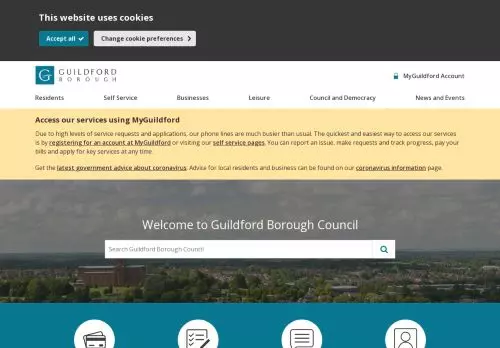 This website uses cookies
Accept all
Change cookie preferences
G GUILDFORD
BOROUGH
MyGuildford Account
Residents Self Service Businesses Leisure Council and Democracy News and Events
Access our services using MyGuildford
Due to high levels of service requests and applications, our phone lines are much busier than usual. The quickest and easiest way to access our services
is by registering for an account at MyGuildford or visiting our self service pages. You can report an issue, make requests and track progress, pay your
bills and apply for key services at any time.
Get the latest government advice about coronavirus. Advice for local residents and business can be found on our coronavirus information page.
Welcome to Guildford Borough Council
Search Guildford Borough Council